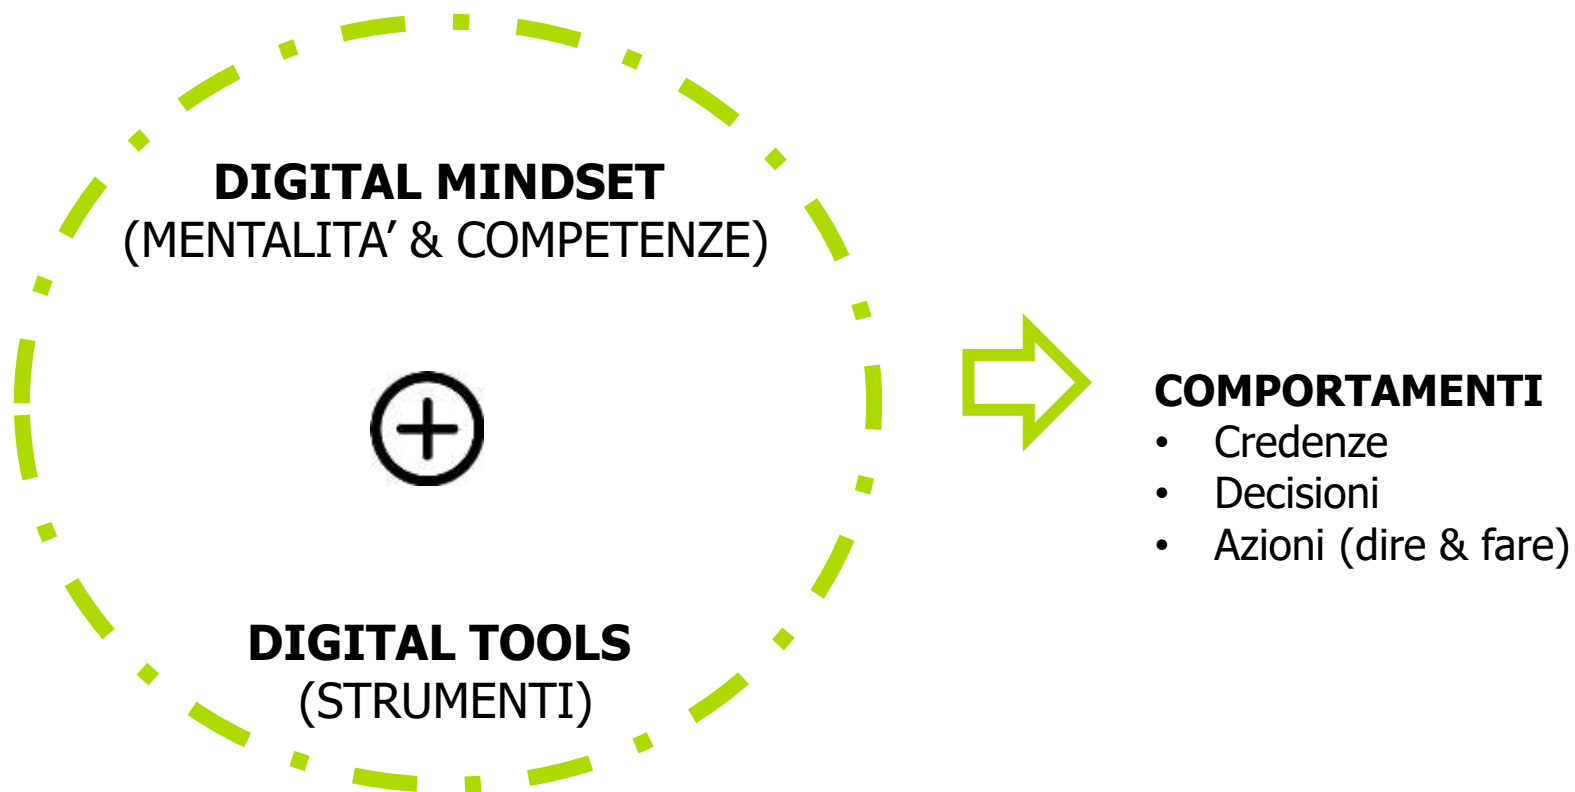 DIGITAL MINDSET
(MENTALITA’ & COMPETENZE)
DIGITAL TOOLS
(STRUMENTI)
COMPORTAMENTI
• Credenze
• Decisioni
• Azioni (dire & fare)